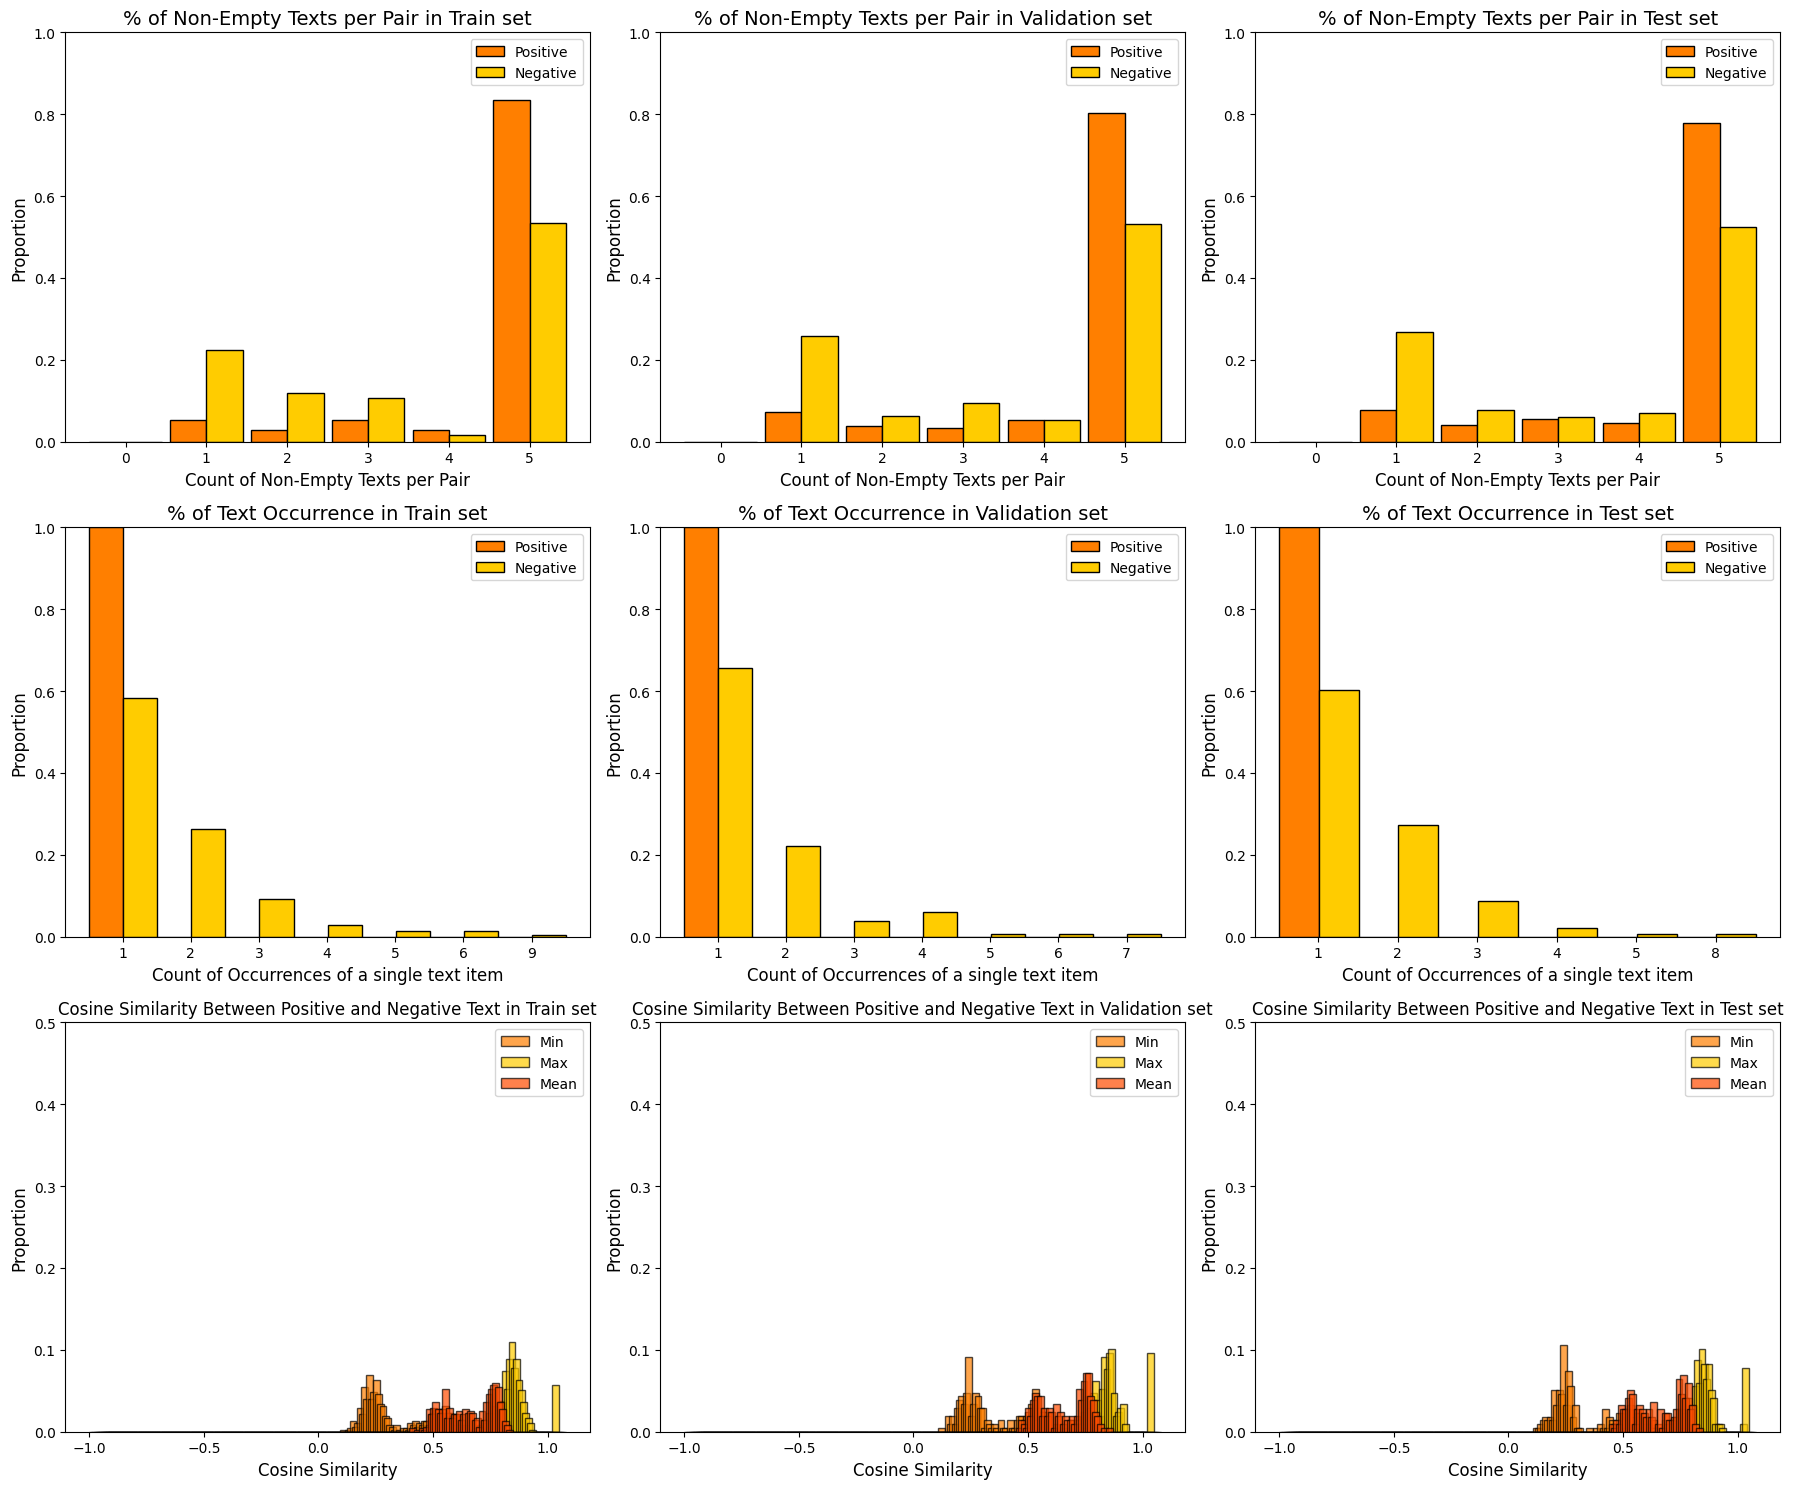 % of Non-Empty Texts per Pair in Train set
1.0
0.8
0.6
0.4
0.2
0.0
Proportion
Positive
Negative
0 1 2 3 4 5
Count of Non-Empty Texts per Pair
% of Non-Empty Texts per Pair in Validation set
1.0
0.8
0.6
0.4
0.2
0.0
Proportion
Positive
Negative
0 1 2 3 4 5
Count of Non-Empty Texts per Pair
% of Non-Empty Texts per Pair in Test set
1.0
0.8
0.6
0.4
0.2
0.0
Proportion
Positive
Negative
0 1 2 3 4 5
Count of Non-Empty Texts per Pair
% of Text Occurrence in Train set
1.0
0.8
0.6
0.4
0.2
0.0
Proportion
Positive
Negative
1 2 3 4 5 6 9
Count of Occurrences of a single text item
% of Text Occurrence in Validation set
1.0
0.8
0.6
0.4
0.2
0.0
Proportion
Positive
Negative
1 2 3 4 5 6 7
Count of Occurrences of a single text item
% of Text Occurrence in Test set
1.0
0.8
0.6
0.4
0.2
0.0
Proportion
Positive
Negative
1 2 3 4 5 8
Count of Occurrences of a single text item
Cosine Similarity Between Positive and Negative Text in Train set
0.5
0.4
0.3
0.2
0.1
0.0
Proportion
Min
Max
Mean
−1.0 −0.5 0.0 0.5 1.0
Cosine Similarity
Cosine Similarity Between Positive and Negative Text in Validation set
0.5
0.4
0.3
0.2
0.1
0.0
Proportion
Min
Max
Mean
−1.0 −0.5 0.0 0.5 1.0
Cosine Similarity
Cosine Similarity Between Positive and Negative Text in Test set
0.5
0.4
0.3
0.2
0.1
0.0
Proportion
Min
Max
Mean
−1.0 −0.5 0.0 0.5 1.0
Cosine Similarity